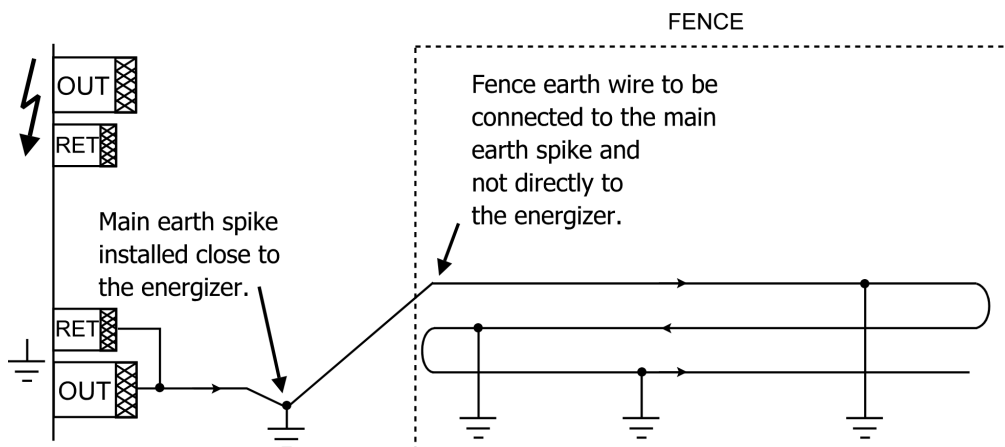 FENCE
OUT
RET
Fence earth wire to be
connected to the main
earth spike and
not directly to
the energizer.
Main earth spike
installed close to
the energizer.
RET
OUT